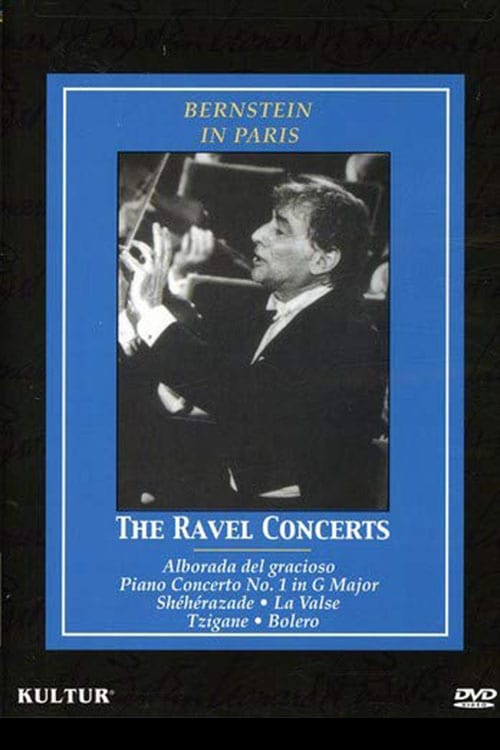 BERNSTEIN
IN PARIS
THE RAVEL CONCERTS
Alborada del gracioso
Piano Concerto No. 1 in G Major
Shéhérazade • La Valse
Tzigane • Bolero
KULTUR®
DVD
VIDEO